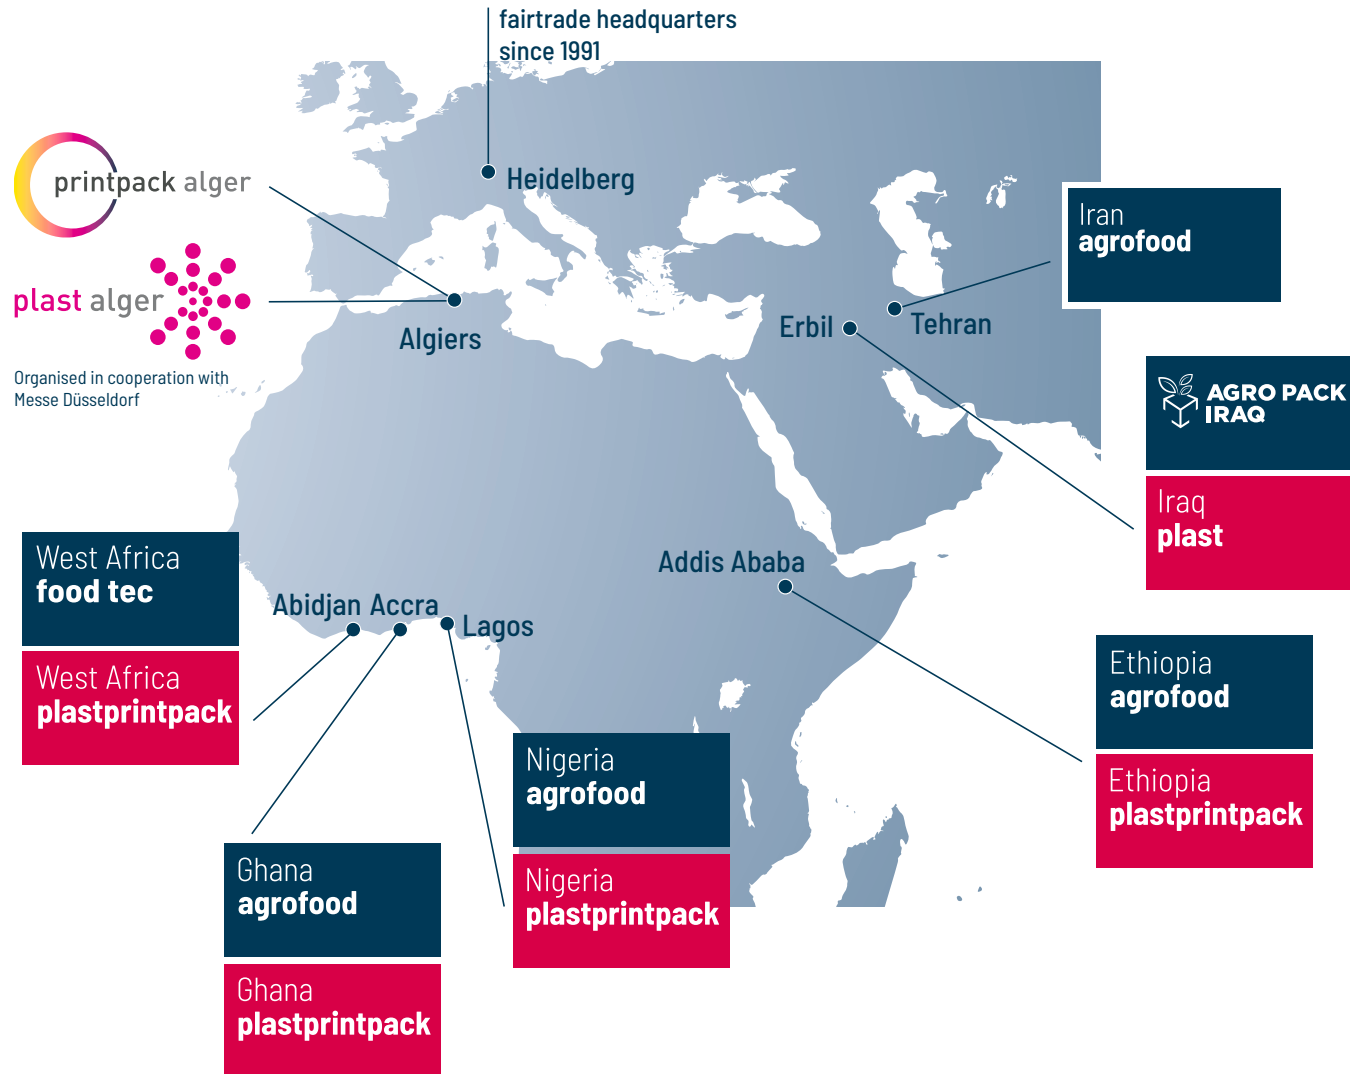 fairtrade headquarters
since 1991
Heidelberg
printpack alger
plast alger
Organised in cooperation with
Messe Düsseldorf
Algiers
Erbil
Tehran
Iran
agrofood
AGRO PACK
IRAQ
Iraq
plast
Addis Ababa
West Africa
food tec
West Africa
plastprintpack
Abidjan
Accra
Lagos
Ethiopia
agrofood
Ethiopia
plastprintpack
Nigeria
agrofood
Nigeria
plastprintpack
Ghana
agrofood
Ghana
plastprintpack